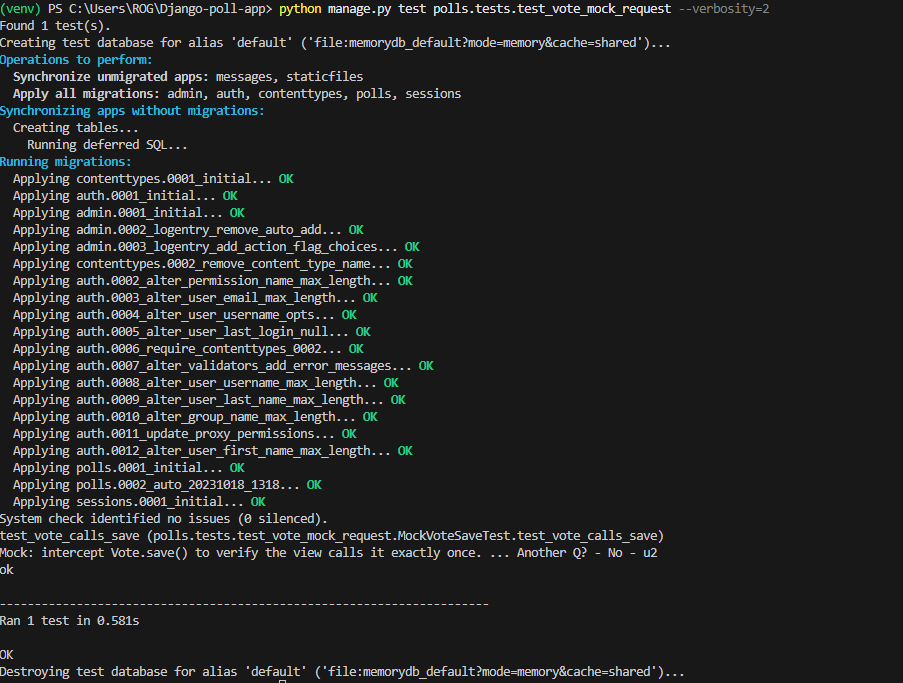 (venv) PS C:\Users\ROG\Django-poll-app> python manage.py test polls.tests.test_vote_mock_request --verbosity=2
Found 1 test(s).
Creating test database for alias 'default' ('file:memorydb_default?mode=memory&cache=shared')...
Operations to perform:
  Synchronize unmigrated apps: messages, staticfiles
  Apply all migrations: admin, auth, contenttypes, polls, sessions
Synchronizing apps without migrations:
  Creating tables...
    Running deferred SQL...
Running migrations:
  Applying contenttypes.0001_initial... OK
  Applying auth.0001_initial... OK
  Applying admin.0001_initial... OK
  Applying admin.0002_logentry_remove_auto_add... OK
  Applying admin.0003_logentry_add_action_flag_choices... OK
  Applying contenttypes.0002_remove_content_type_name... OK
  Applying auth.0002_alter_permission_name_max_length... OK
  Applying auth.0003_alter_user_email_max_length... OK
  Applying auth.0004_alter_user_username_opts... OK
  Applying auth.0005_alter_user_last_login_null... OK
  Applying auth.0006_require_contenttypes_0002... OK
  Applying auth.0007_alter_validators_add_error_messages... OK
  Applying auth.0008_alter_user_username_max_length... OK
  Applying auth.0009_alter_user_last_name_max_length... OK
  Applying auth.0010_alter_group_name_max_length... OK
  Applying auth.0011_update_proxy_permissions... OK
  Applying auth.0012_alter_user_first_name_max_length... OK
  Applying polls.0001_initial... OK
  Applying polls.0002_auto_20231018_1318... OK
  Applying sessions.0001_initial... OK
System check identified no issues (0 silenced).
test_vote_calls_save (polls.tests.test_vote_mock_request.MockVoteSaveTest.test_vote_calls_save)
Mock: intercept Vote.save() to verify the view calls it exactly once. ... Another Q? - No - u2
ok

----------------------------------------------------------------------
Ran 1 test in 0.581s

OK
Destroying test database for alias 'default' ('file:memorydb_default?mode=memory&cache=shared')...